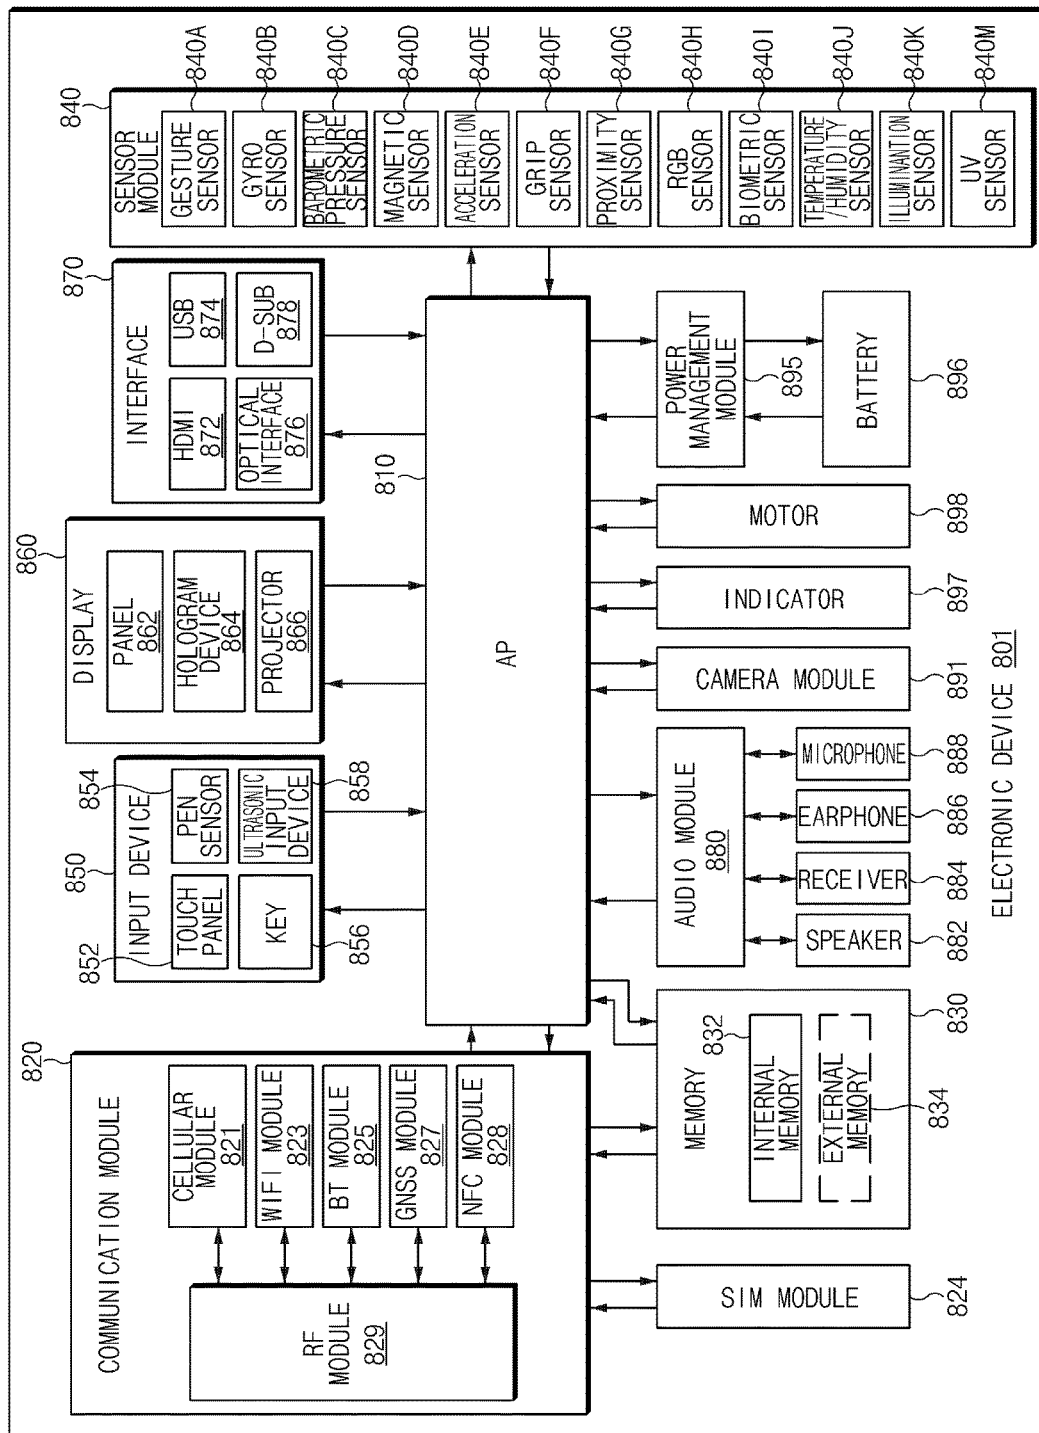 820
COMMUNICATION MODULE
RF
MODULE
829
CELLULAR
MODULE
821
WIFI MODULE
823
BT MODULE
825
GNSS MODULE
827
NFC MODULE
828
850
INPUT DEVICE
852
TOUCH
PANEL
854
PEN
SENSOR
KEY
856
ULTRASONIC
INPUT
DEVICE
858
860
DISPLAY
PANEL
862
HOLOGRAM
DEVICE
864
PROJECTOR
866
870
INTERFACE
HDMI
872
USB
874
OPTICAL
INTERFACE
876
D-SUB
878
840
SENSOR
MODULE
GESTURE
SENSOR
840A
GYRO
SENSOR
840B
BAROMETRIC
PRESSURE
SENSOR
840C
MAGNETIC
SENSOR
840D
ACCELERATION
SENSOR
840E
GRIP
SENSOR
840F
PROXIMITY
SENSOR
840G
RGB
SENSOR
840H
BIOMETRIC
SENSOR
840I
TEMPERATURE
/HUMIDITY
SENSOR
840J
ILLUMINANTION
SENSOR
840K
UV
SENSOR
840M
810
AP
SIM MODULE
824
MEMORY
832
INTERNAL
MEMORY
EXTERNAL
MEMORY
834
830
AUDIO MODULE
880
SPEAKER
882
RECEIVER
884
EARPHONE
886
MICROPHONE
888
CAMERA MODULE
891
INDICATOR
897
MOTOR
898
POWER
MANAGEMENT
MODULE
895
BATTERY
896
ELECTRONIC DEVICE 801